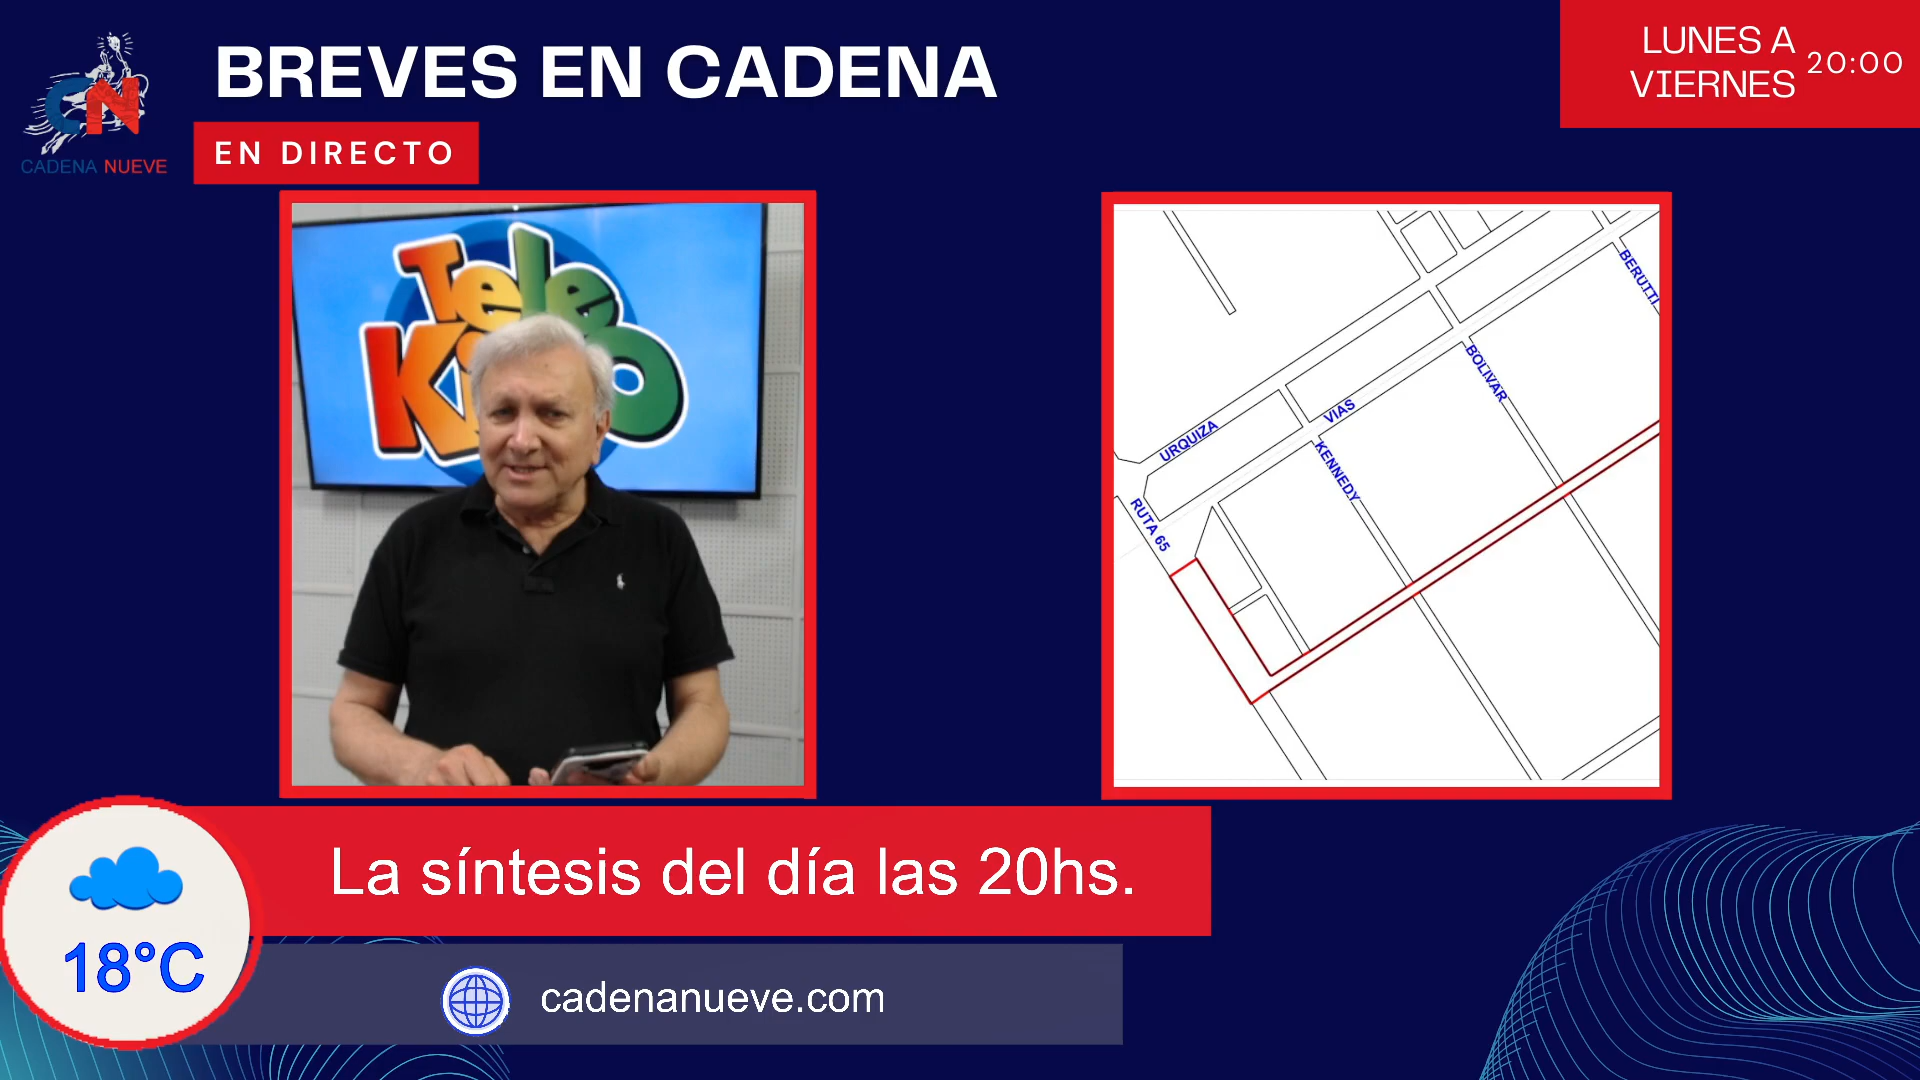 BREVES EN CADENA
LUNES A
VIERNES
20:00
CN
CADENA NUEVE
EN DIRECTO
Tele
BERUTTI
BOLIVAR
VIAS
URQUIZA
KENNEDY
RUTA 65
La síntesis del día las 20hs.
18°C
cadenanueve.com